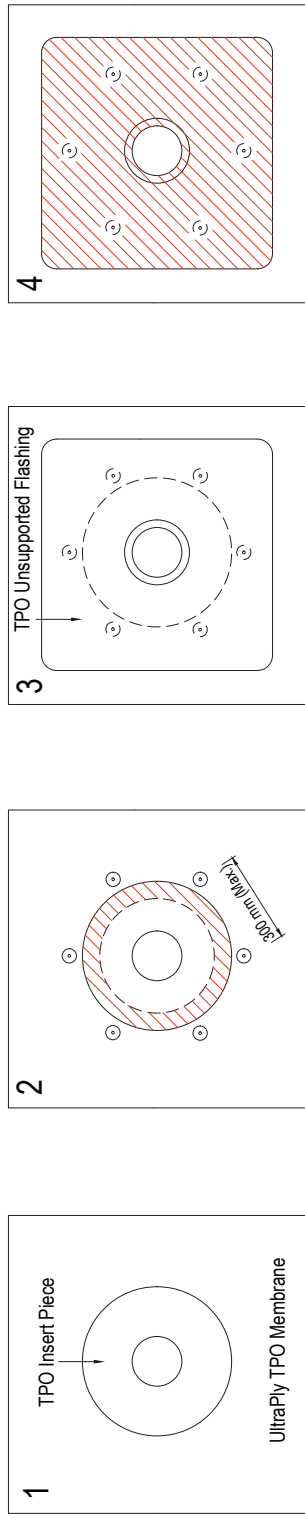 1
TPO Insert Piece
UltraPly TPO Membrane
2
300 mm (Max.)
3
TPO Unsupported Flashing
4